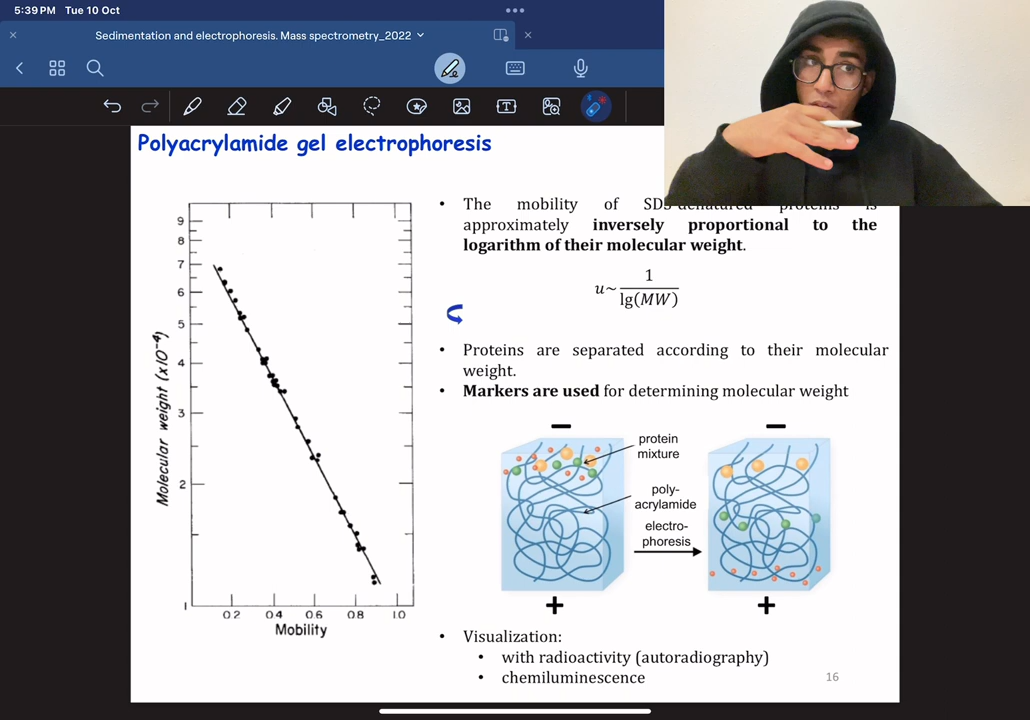 5:39 PM Tue 10 Oct
Sedimentation and electrophoresis. Mass spectrometry_2022
Polyacrylamide gel electrophoresis
• The mobility of SDS-denatured proteins is
approximately inversely proportional to the
logarithm of their molecular weight.
u~ 1/lg(MW)
• Proteins are separated according to their molecular
weight.
• Markers are used for determining molecular weight
Molecular weight (x10⁻⁴)
9
8
7
6
5
4
3
2
1
0.2 0.4 0.6 0.8 1.0
Mobility
− −
protein
mixture
poly-
acrylamide
electro-
phoresis
+ +
• Visualization:
• with radioactivity (autoradiography)
• chemiluminescence
16